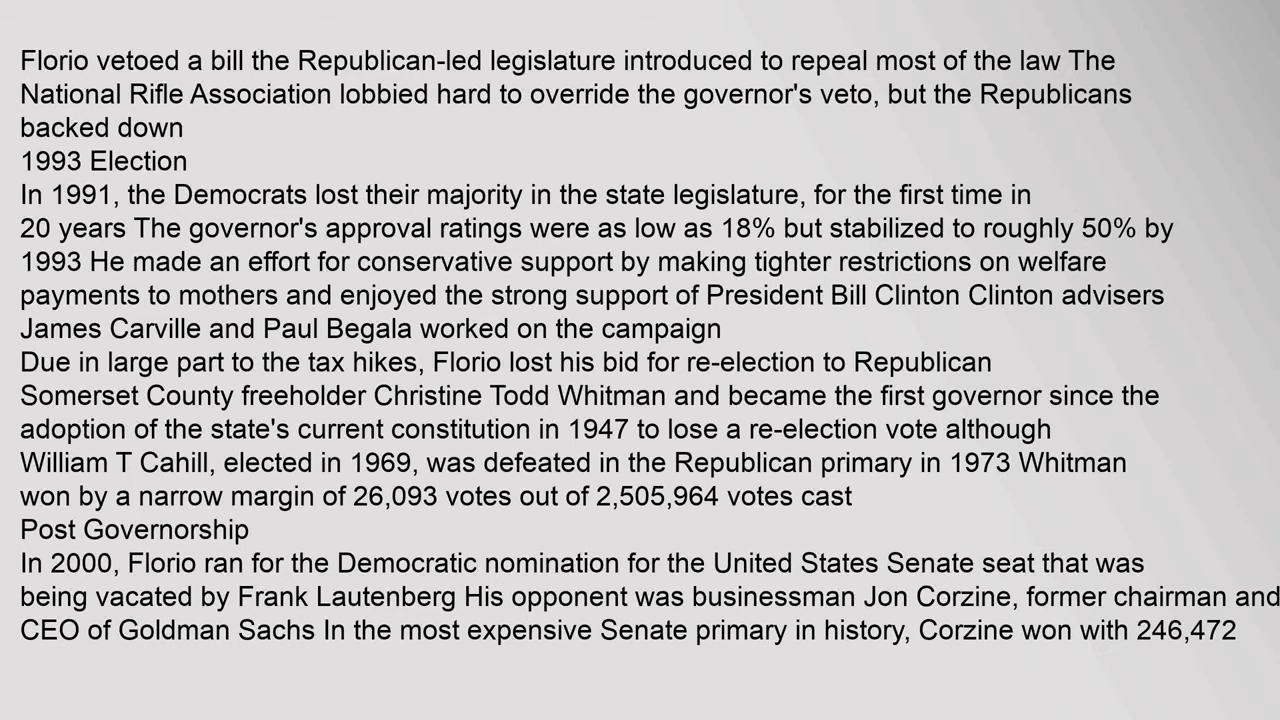 Florio vetoed a bill the Republican-led legislature introduced to repeal most of the law The
National Rifle Association lobbied hard to override the governor's veto, but the Republicans
backed down
1993 Election
In 1991, the Democrats lost their majority in the state legislature, for the first time in
20 years The governor's approval ratings were as low as 18% but stabilized to roughly 50% by
1993 He made an effort for conservative support by making tighter restrictions on welfare
payments to mothers and enjoyed the strong support of President Bill Clinton Clinton advisers
James Carville and Paul Begala worked on the campaign
Due in large part to the tax hikes, Florio lost his bid for re-election to Republican
Somerset County freeholder Christine Todd Whitman and became the first governor since the
adoption of the state's current constitution in 1947 to lose a re-election vote although
William T Cahill, elected in 1969, was defeated in the Republican primary in 1973 Whitman
won by a narrow margin of 26,093 votes out of 2,505,964 votes cast
Post Governorship
In 2000, Florio ran for the Democratic nomination for the United States Senate seat that was
being vacated by Frank Lautenberg His opponent was businessman Jon Corzine, former chairman and
CEO of Goldman Sachs In the most expensive Senate primary in history, Corzine won with 246,472